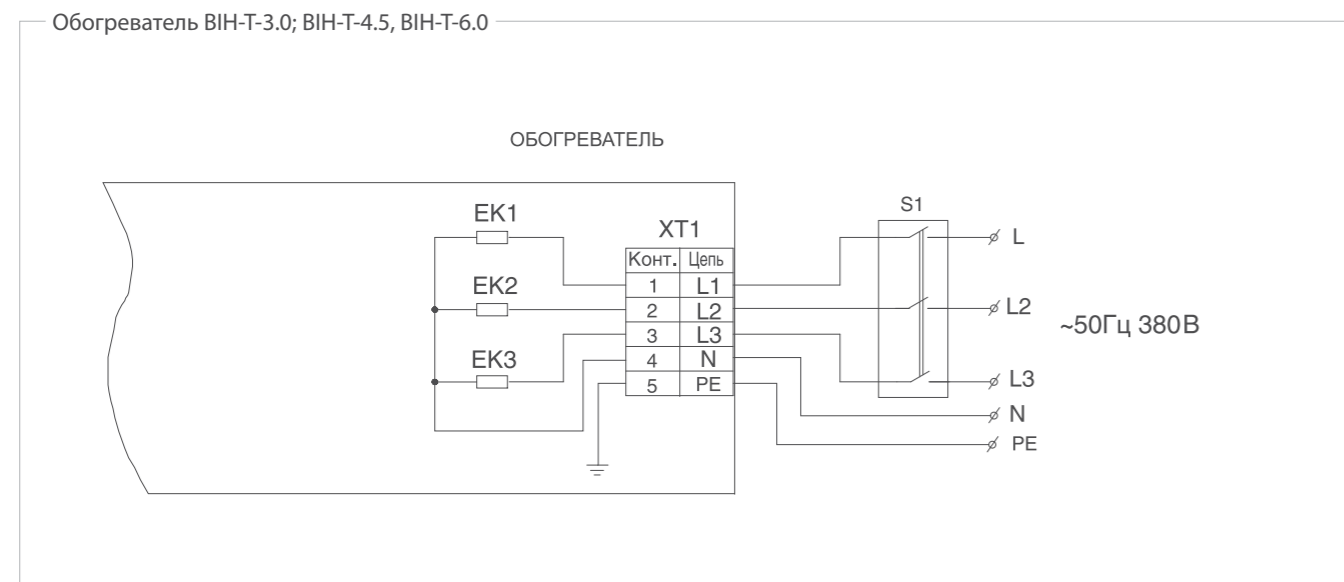 Обогреватель BIH-T-3.0; BIH-T-4.5, BIH-T-6.0
ОБОГРЕВАТЕЛЬ
EK1
EK2
EK3
XT1
Конт. Цепь
1 L1
2 L2
3 L3
4 N
5 PE
S1
L
L2
L3
N
PE
~50Гц 380В